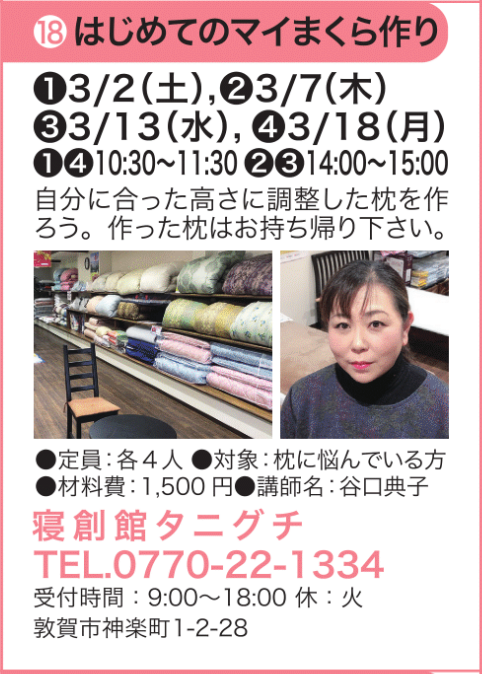 ⑱はじめてのマイまくら作り
❶3/2(土),❷3/7(木)
❸3/13(水),❹3/18(月)
❶❹10:30~11:30 ❷❸14:00~15:00
自分に合った高さに調整した枕を作
ろう。作った枕はお持ち帰り下さい。
●定員:各4人 ●対象:枕に悩んでいる方
●材料費:1,500円●講師名:谷口典子
寝創館タニグチ
TEL.0770-22-1334
受付時間:9:00~18:00 休:火
敦賀市神楽町1-2-28